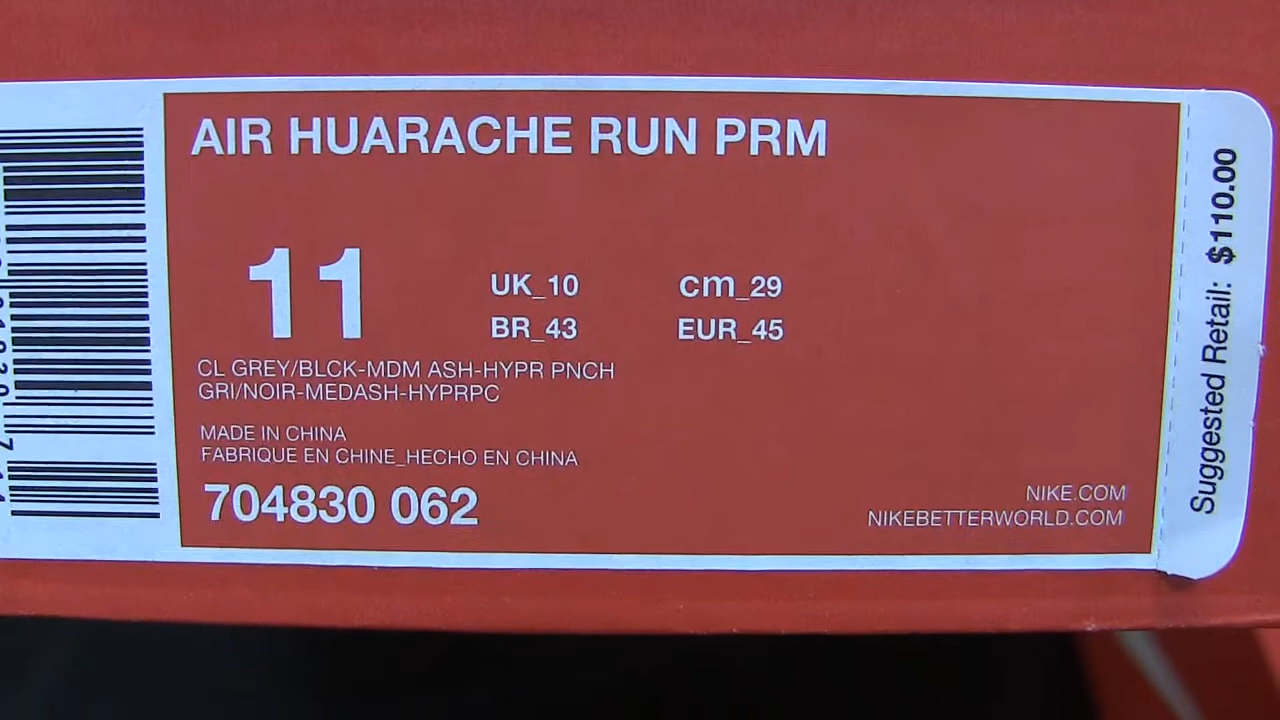 AIR HUARACHE RUN PRM
11
UK_10 cm_29
BR_43 EUR_45
CL GREY/BLCK-MDM ASH-HYPR PNCH
GRI/NOIR-MEDASH-HYPRPC
MADE IN CHINA
FABRIQUE EN CHINE_HECHO EN CHINA
704830 062
NIKE.COM
NIKEBETTERWORLD.COM
Suggested Retail: $110.00